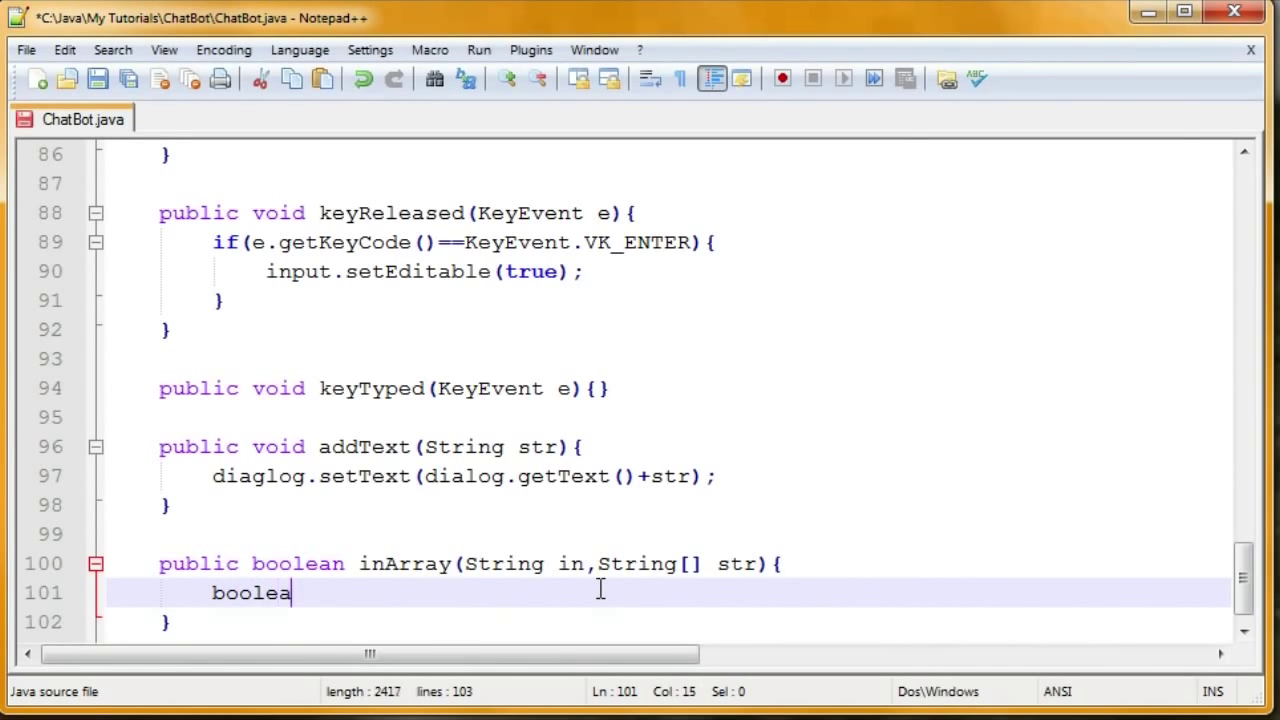 *C:\Java\My Tutorials\ChatBot\ChatBot.java - Notepad++
File Edit Search View Encoding Language Settings Macro Run Plugins Window ? X
ABC
ChatBot.java
86 }
87
88 public void keyReleased(KeyEvent e){
89 if(e.getKeyCode()==KeyEvent.VK_ENTER){
90 input.setEditable(true);
91 }
92 }
93
94 public void keyTyped(KeyEvent e){}
95
96 public void addText(String str){
97 diaglog.setText(dialog.getText()+str);
98 }
99
100 public boolean inArray(String in,String[] str){
101 boolea
102 }
Java source file length : 2417 lines : 103 Ln : 101 Col : 15 Sel : 0 Dos\Windows ANSI INS